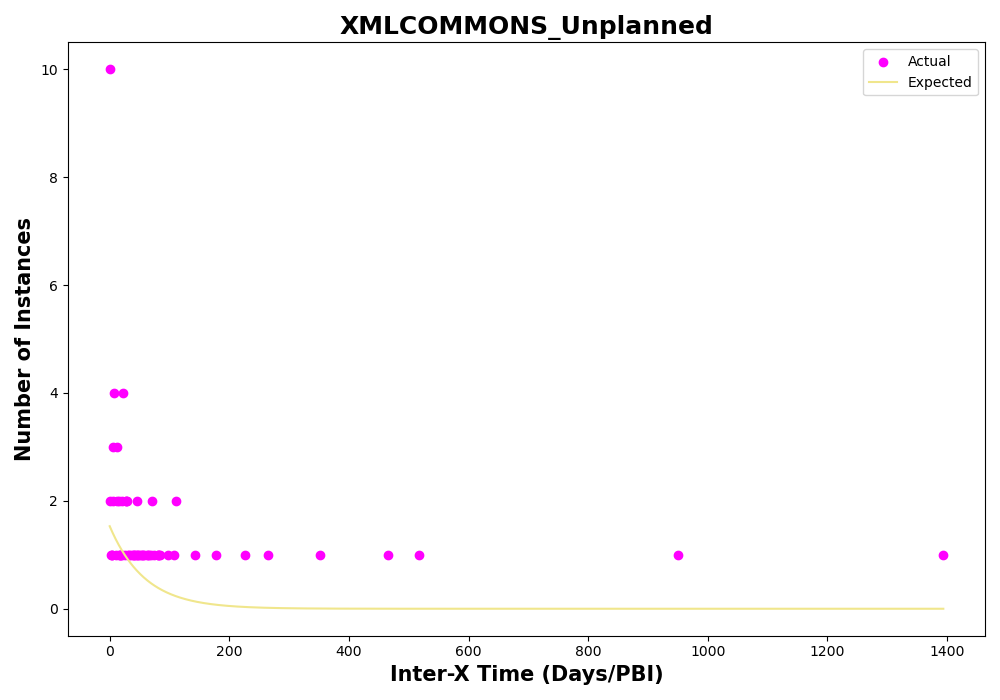 XMLCOMMONS_Unplanned
Actual
Expected
10
8
6
4
2
0
Number of Instances
0 200 400 600 800 1000 1200 1400
Inter-X Time (Days/PBI)